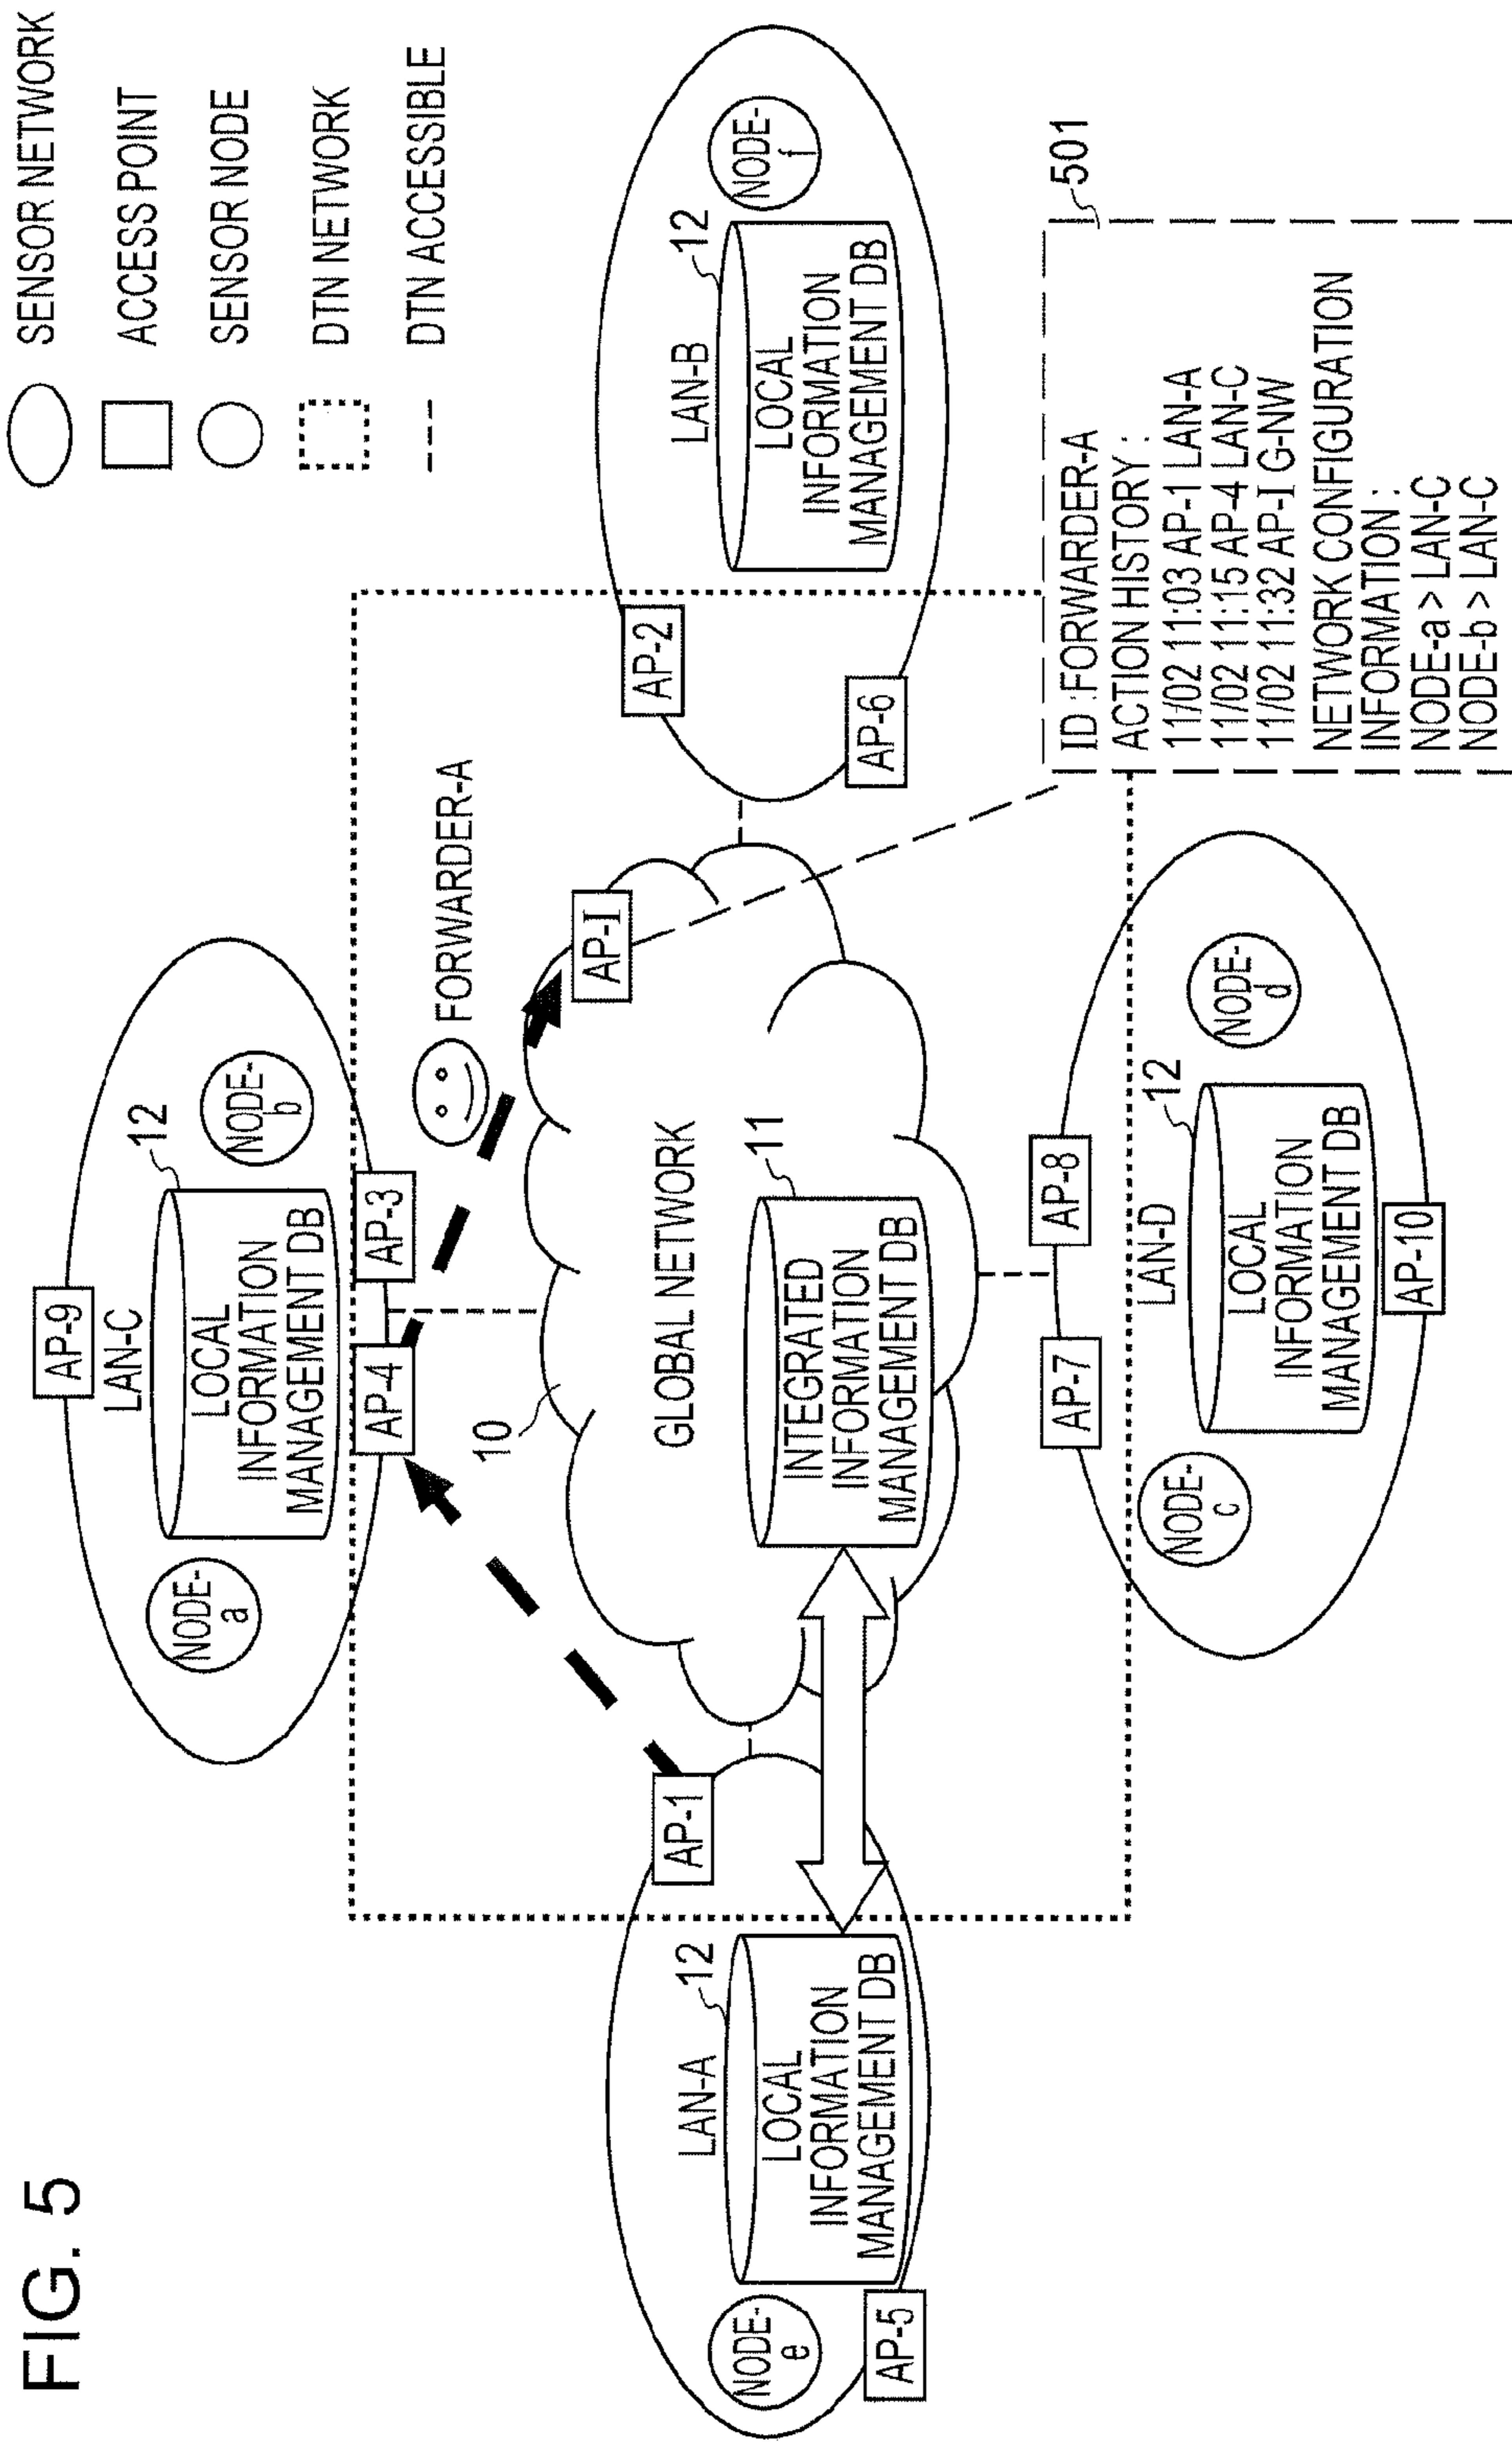 FIG. 5
SENSOR NETWORK
ACCESS POINT
SENSOR NODE
DTN NETWORK
DTN ACCESSIBLE
AP-9
LAN-C
12
NODE-
a
LOCAL
INFORMATION
MANAGEMENT DB
NODE-
b
AP-4
AP-3
FORWARDER-A
10
LAN-A
12
NODE-
e
LOCAL
INFORMATION
MANAGEMENT DB
AP-5
AP-1
GLOBAL NETWORK
11
INTEGRATED
INFORMATION
MANAGEMENT DB
AP-I
AP-2
AP-6
LAN-B
12
LOCAL
INFORMATION
MANAGEMENT DB
NODE-
f
AP-7
AP-8
LAN-D
12
NODE-
c
LOCAL
INFORMATION
MANAGEMENT DB
NODE-
d
AP-10
501
ID : FORWARDER-A
ACTION HISTORY :
11/02 11:03 AP-1 LAN-A
11/02 11:15 AP-4 LAN-C
11/02 11:32 AP-I G-NW
NETWORK CONFIGURATION
INFORMATION :
NODE-a > LAN-C
NODE-b > LAN-C